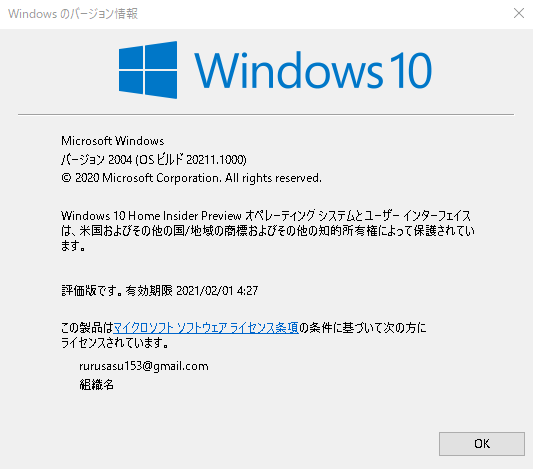 Windows のバージョン情報
Windows 10
Microsoft Windows
バージョン 2004 (OS ビルド 20211.1000)
© 2020 Microsoft Corporation. All rights reserved.
Windows 10 Home Insider Preview オペレーティング システムとユーザー インターフェイス
は、米国およびその他の国/地域の商標およびその他の知的所有権によって保護されてい
ます。
評価版です。有効期限 2021/02/01 4:27
この製品はマイクロソフト ソフトウェア ライセンス条項の条件に基づいて次の方に
ライセンスされています。
rurusasu153@gmail.com
組織名
OK